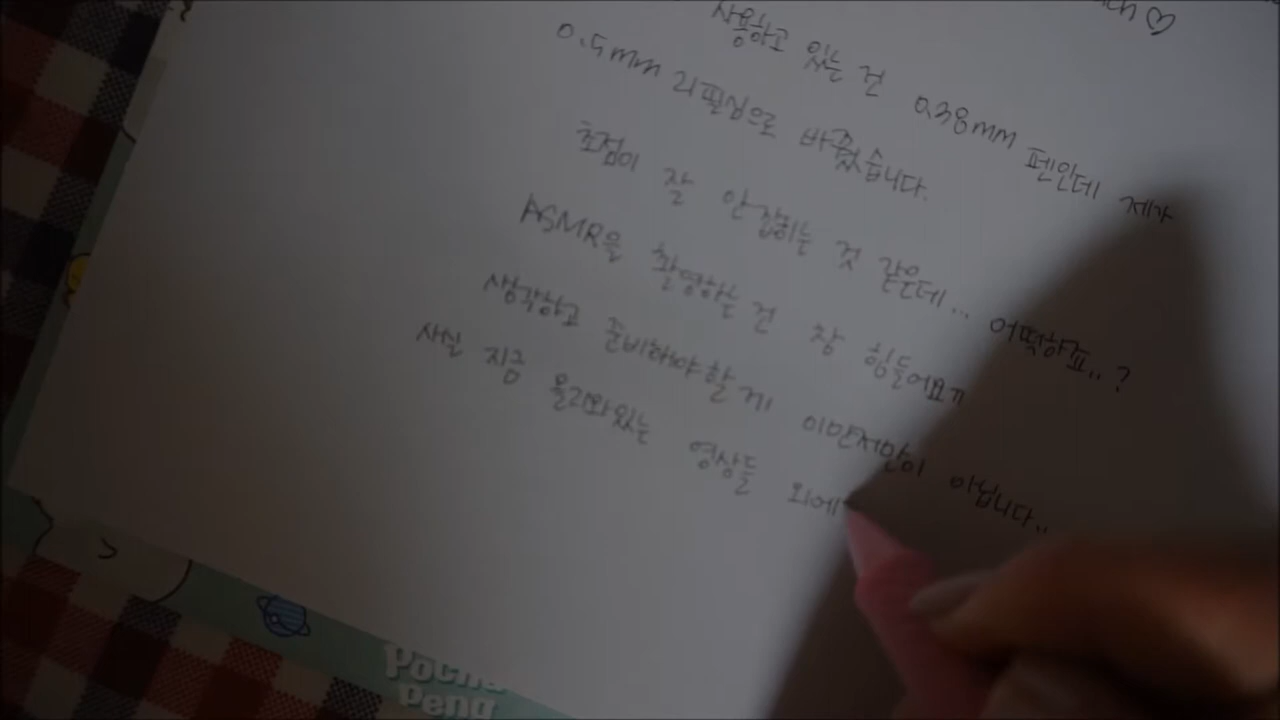 ch♡
사용하고 있는 건 0.38mm 펜인데 제가
0.5mm 리필심으로 바꿨습니다.
초점이 잘 안잡히는 것 같은데... 어떡하죠..?
ASMR을 촬영하는 건 참 힘들어요ㅠ
생각하고 준비해야할 게 이만저만이 아닙니다..
사실 지금 올라와있는 영상들 외에
Pocha
Peng